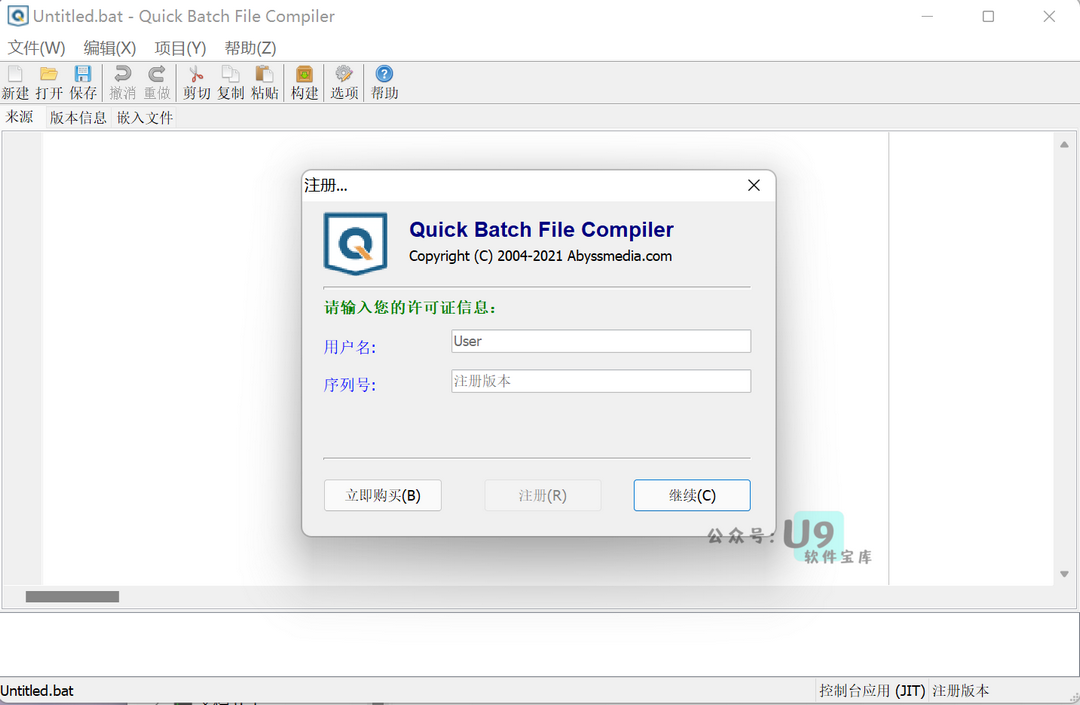 Untitled.bat - Quick Batch File Compiler
文件(W) 编辑(X) 项目(Y) 帮助(Z)
新建 打开 保存 撤消 重做 剪切 复制 粘贴 构建 选项 帮助
来源 版本信息 嵌入文件
注册...
Quick Batch File Compiler
Copyright (C) 2004-2021 Abyssmedia.com
请输入您的许可证信息:
用户名: User
序列号: 注册版本
立即购买(B) 注册(R) 继续(C)
公众号: U9
软件宝库
Untitled.bat 控制台应用 (JIT) 注册版本